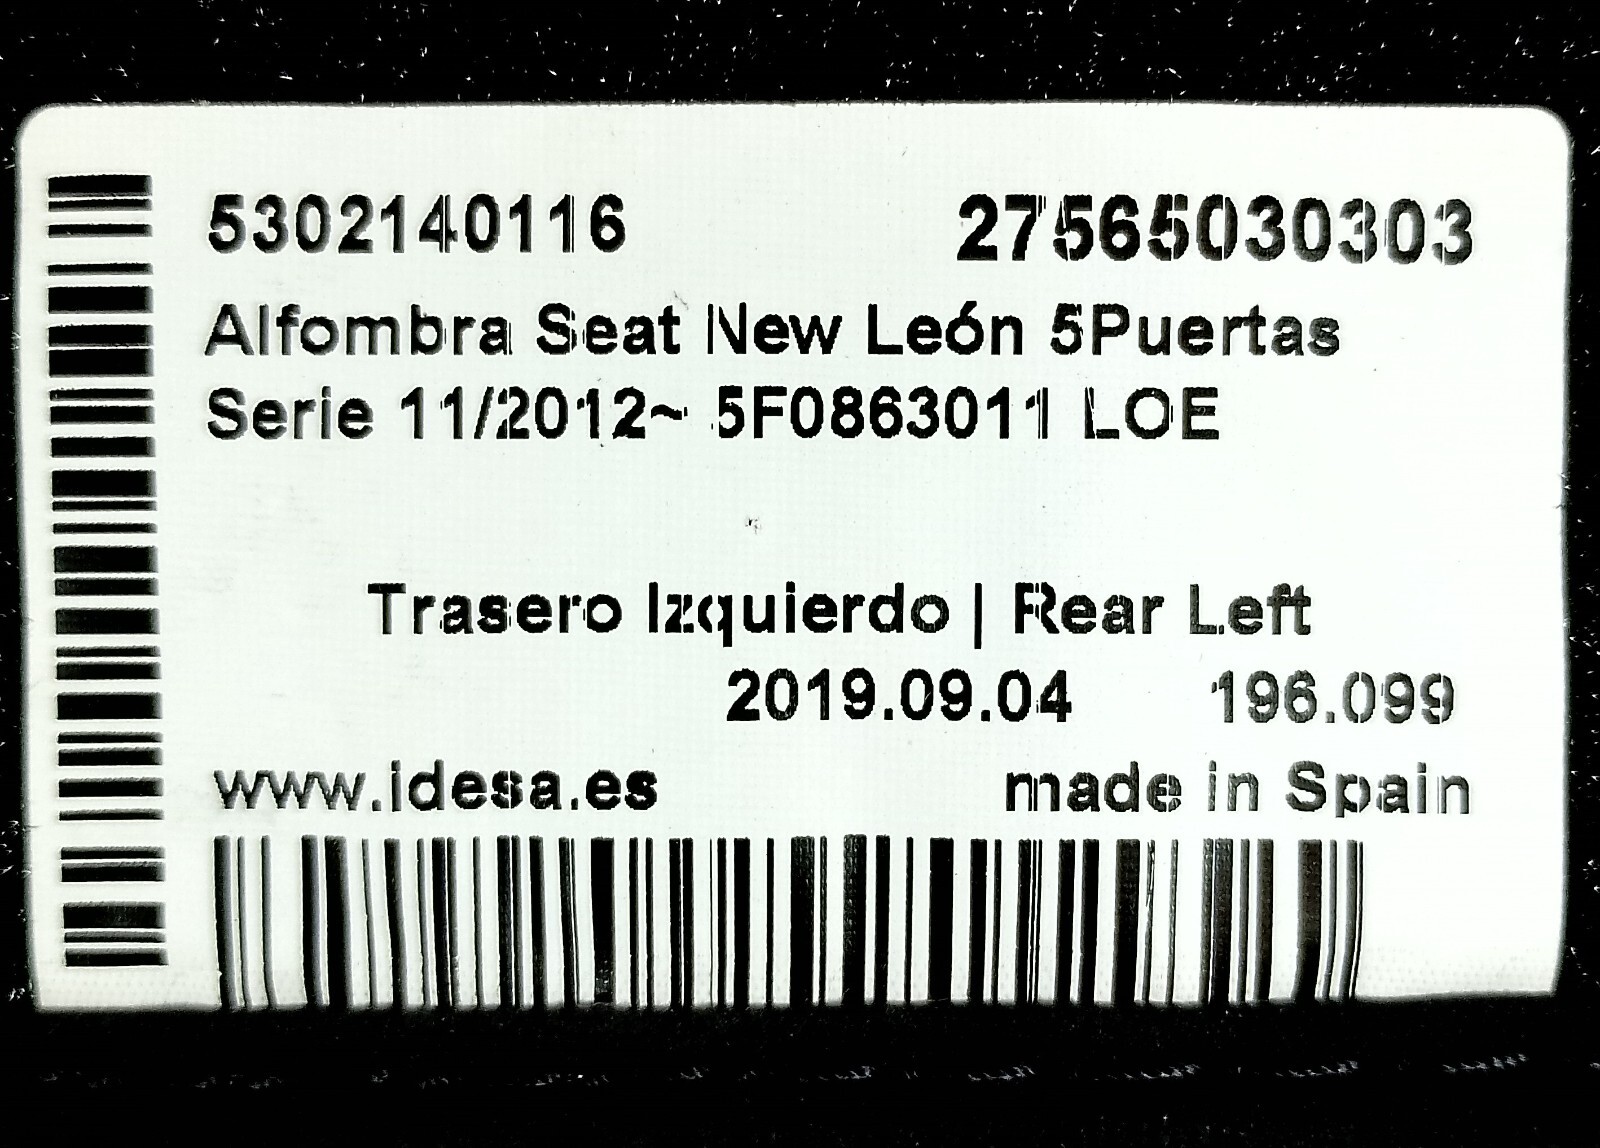 5302140116 27565030303
Alfombra Seat New León 5Puertas
Serie 11/2012~ 5F0863011 LOE
Trasero Izquierdo | Rear Left
2019.09.04 196.099
www.idesa.es made in Spain